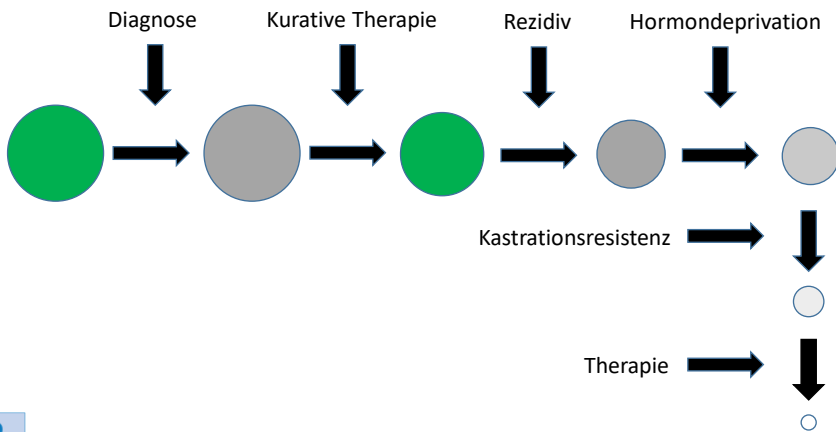 Diagnose
Kurative Therapie
Rezidiv
Hormondeprivation
Kastrationsresistenz
Therapie